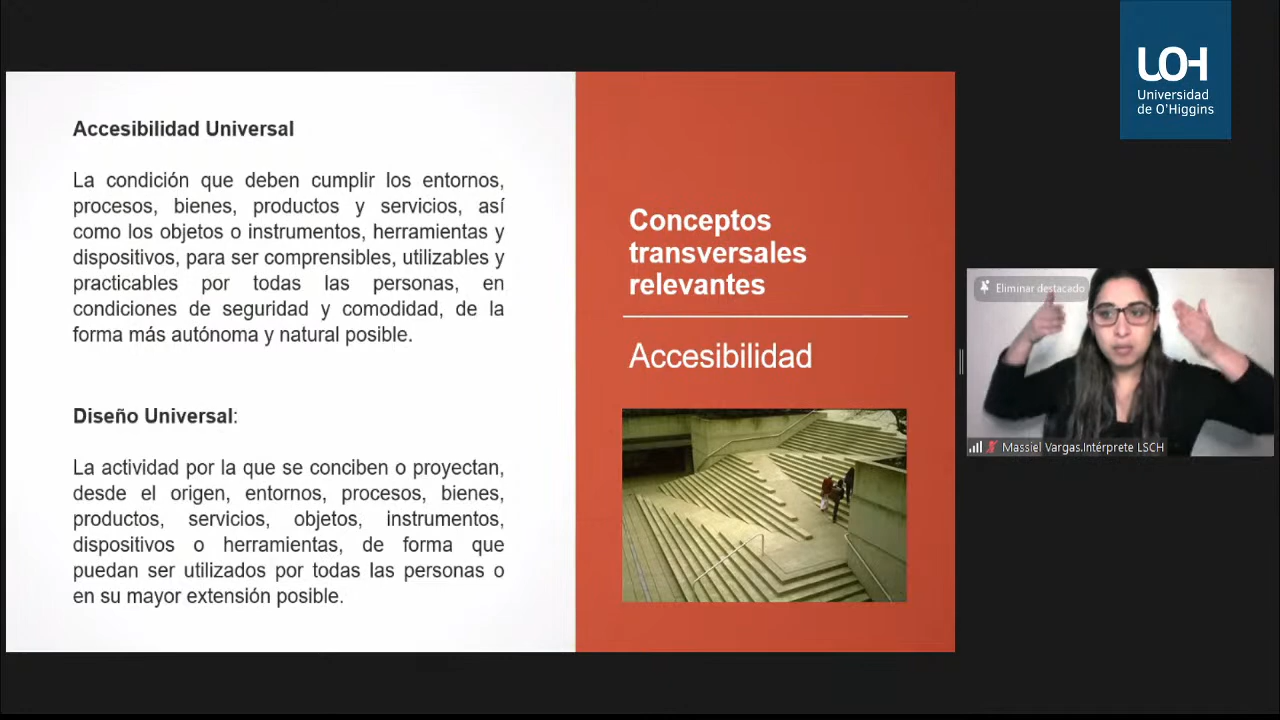 UOH
Universidad
de O'Higgins
Accesibilidad Universal
La condición que deben cumplir los entornos,
procesos, bienes, productos y servicios, así
como los objetos o instrumentos, herramientas y
dispositivos, para ser comprensibles, utilizables y
practicables por todas las personas, en
condiciones de seguridad y comodidad, de la
forma más autónoma y natural posible.
Diseño Universal:
La actividad por la que se conciben o proyectan,
desde el origen, entornos, procesos, bienes,
productos, servicios, objetos, instrumentos,
dispositivos o herramientas, de forma que
puedan ser utilizados por todas las personas o
en su mayor extensión posible.
Conceptos
transversales
relevantes
Accesibilidad
Eliminar destacado
Massiel Vargas.Intérprete LSCH